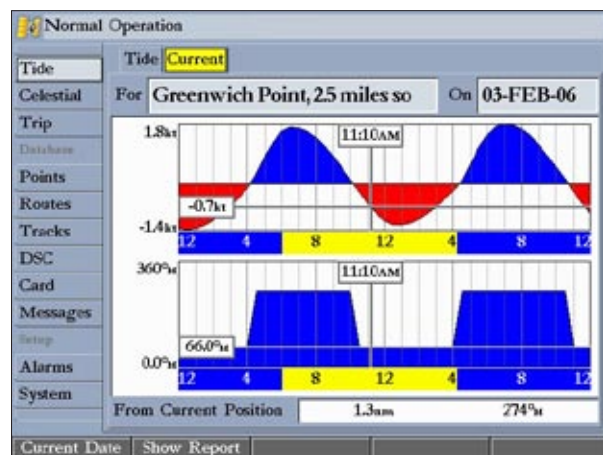 Normal Operation
Tide Current
Tide
For Greenwich Point, 2.5 miles so On 03-FEB-06
Celestial
Trip
Database
Points
Routes
Tracks
DSC
Card
Messages
Setup
Alarms
System
1.8kt
11:10AM
-0.7kt
-1.4kt
12 4 8 12 4 8 12
360°M
11:10AM
66.0°M
0.0°M
12 4 8 12 4 8 12
From Current Position 1.3nm 274°M
Current Date Show Report